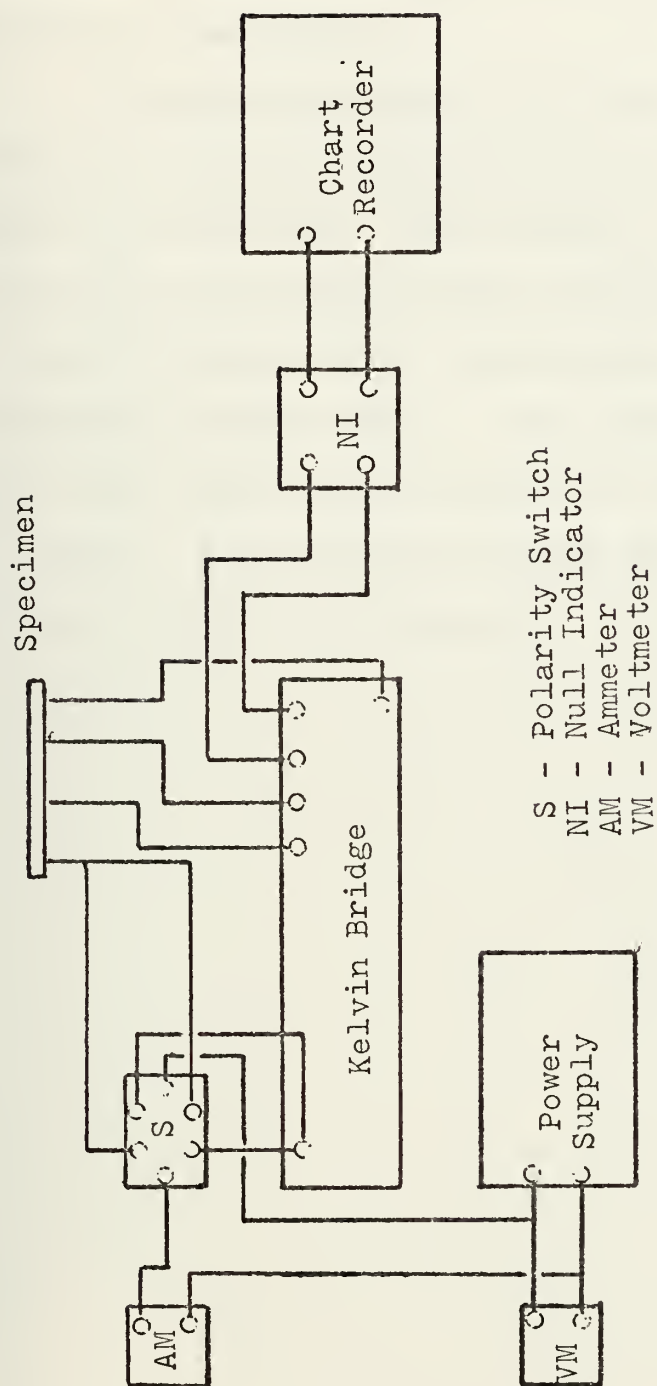 Specimen
Chart
Recorder
NI
S
AM
Kelvin Bridge
Power
Supply
VM
S - Polarity Switch
NI - Null Indicator
AM - Ammeter
VM - Voltmeter